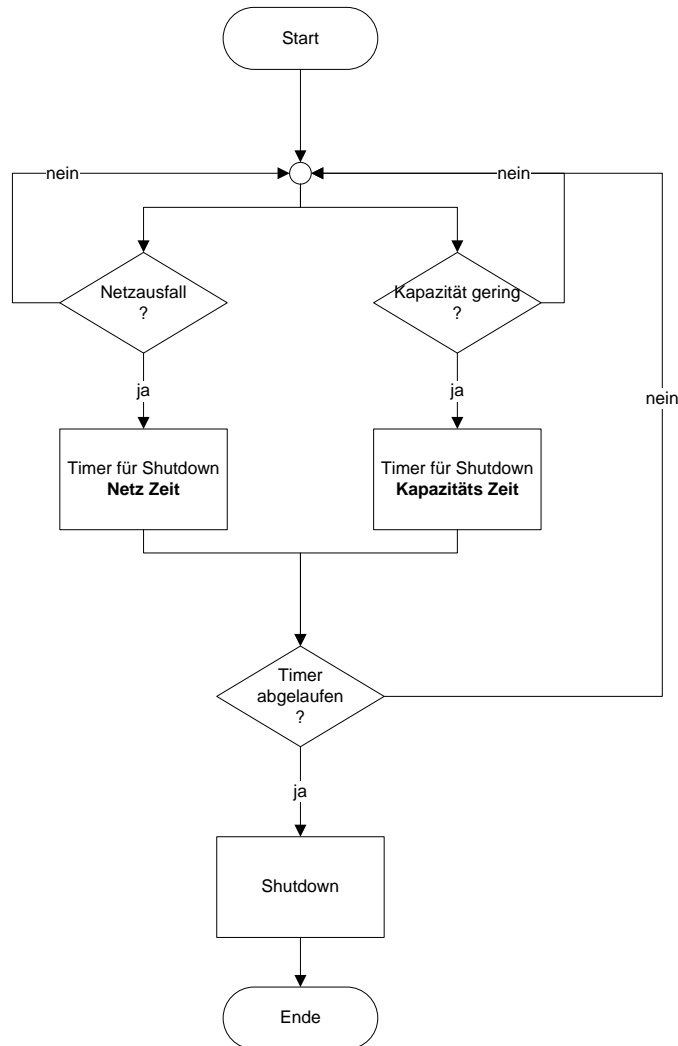 Start
nein
nein
Netzausfall
?
Kapazität gering
?
ja
ja
nein
Timer für Shutdown
Netz Zeit
Timer für Shutdown
Kapazitäts Zeit
Timer
abgelaufen
?
ja
Shutdown
Ende